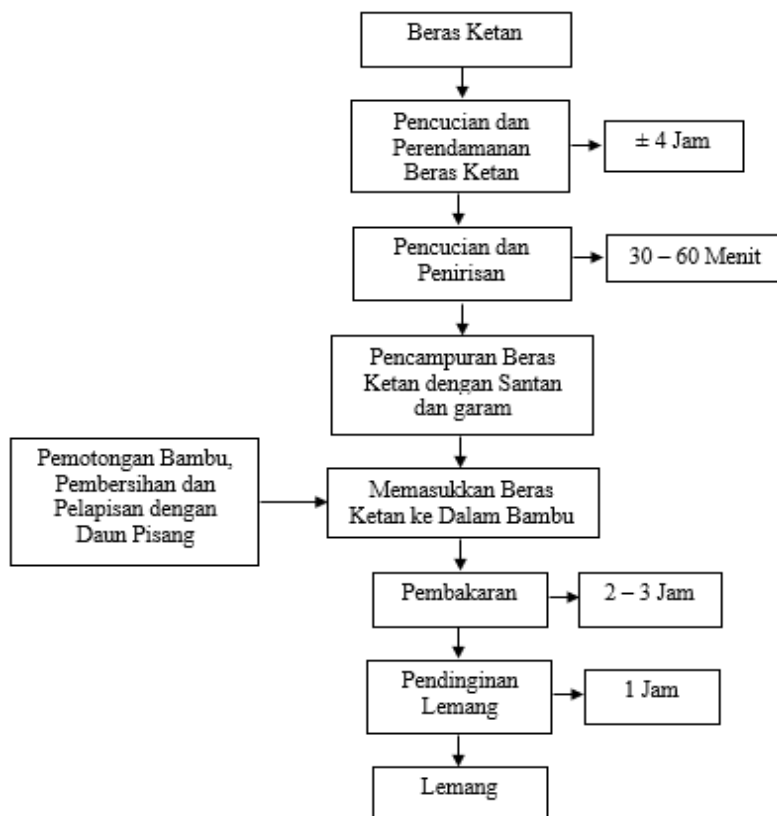 Beras Ketan
Pencucian dan
Perendamanan
Beras Ketan
± 4 Jam
Pencucian dan
Penirisan
30 – 60 Menit
Pencampuran Beras
Ketan dengan Santan
dan garam
Pemotongan Bambu,
Pembersihan dan
Pelapisan dengan
Daun Pisang
Memasukkan Beras
Ketan ke Dalam Bambu
Pembakaran
2 – 3 Jam
Pendinginan
Lemang
1 Jam
Lemang